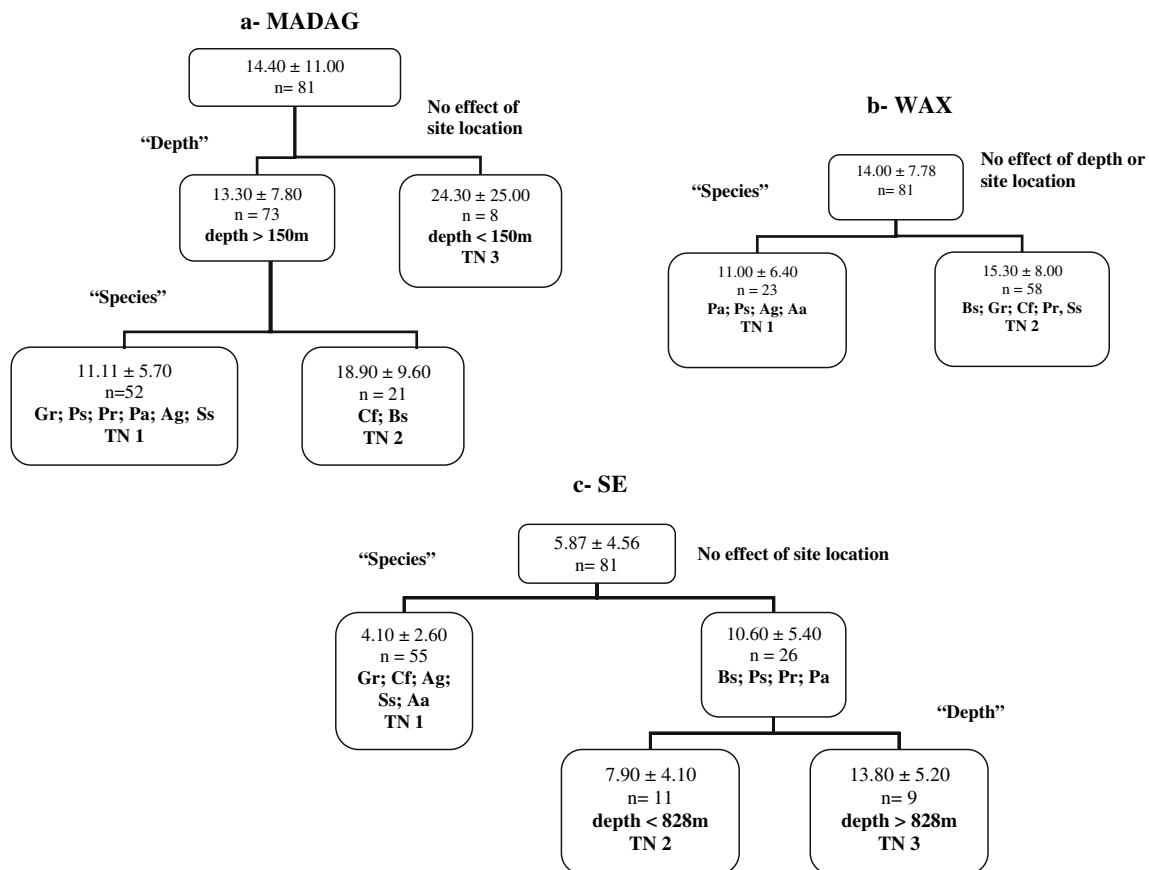 a- MADAG
14.40 ± 11.00
n= 81
“Depth”
No effect of
site location
13.30 ± 7.80
n = 73
depth > 150m
24.30 ± 25.00
n = 8
depth < 150m
TN 3
“Species”
11.11 ± 5.70
n=52
Gr; Ps; Pr; Pa; Ag; Ss
TN 1
18.90 ± 9.60
n = 21
Cf; Bs
TN 2
b- WAX
14.00 ± 7.78
n= 81
“Species”
No effect of depth or
site location
11.00 ± 6.40
n = 23
Pa; Ps; Ag; Aa
TN 1
15.30 ± 8.00
n = 58
Bs; Gr; Cf; Pr, Ss
TN 2
c- SE
5.87 ± 4.56
n= 81
“Species”
No effect of site location
4.10 ± 2.60
n = 55
Gr; Cf; Ag;
Ss; Aa
TN 1
10.60 ± 5.40
n = 26
Bs; Ps; Pr; Pa
“Depth”
7.90 ± 4.10
n= 11
depth < 828m
TN 2
13.80 ± 5.20
n= 9
depth > 828m
TN 3